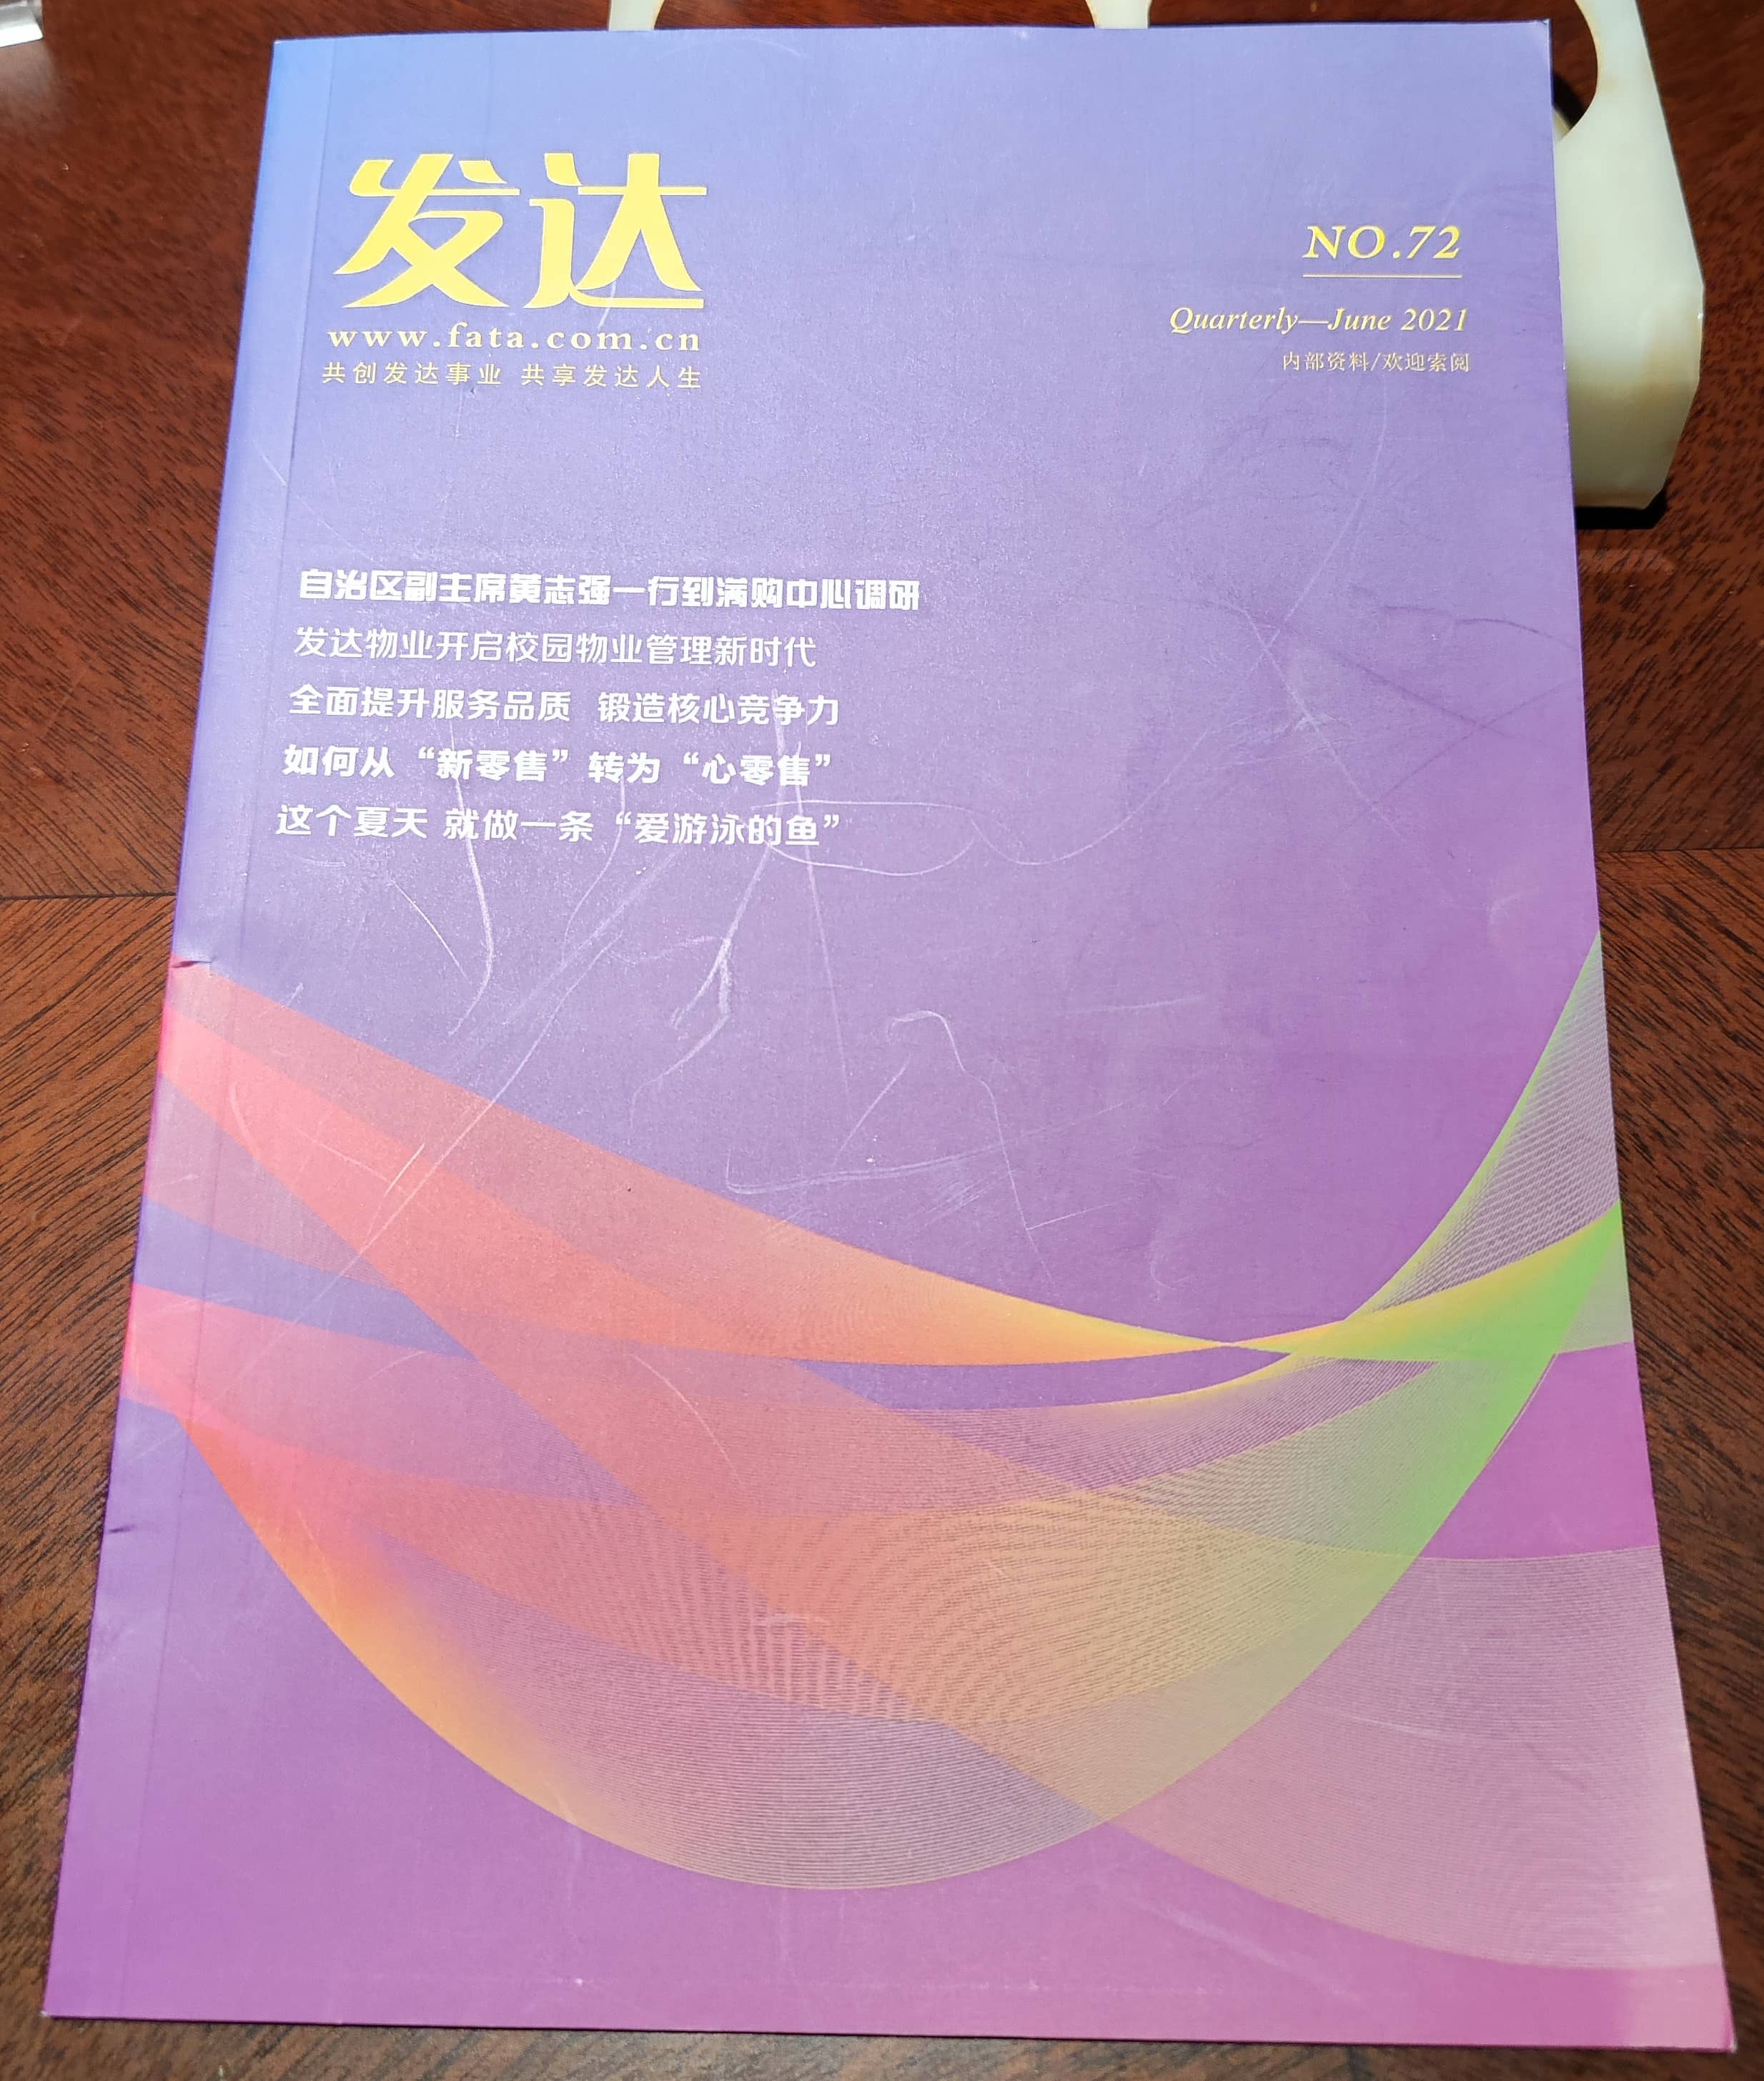 发达
www.fata.com.cn
共创发达事业 共享发达人生
NO.72
Quarterly—June 2021
内部资料/欢迎索阅
自治区副主席黄志强一行到满购中心调研
发达物业开启校园物业管理新时代
全面提升服务品质 锻造核心竞争力
如何从“新零售”转为“心零售”
这个夏天 就做一条“爱游泳的鱼”